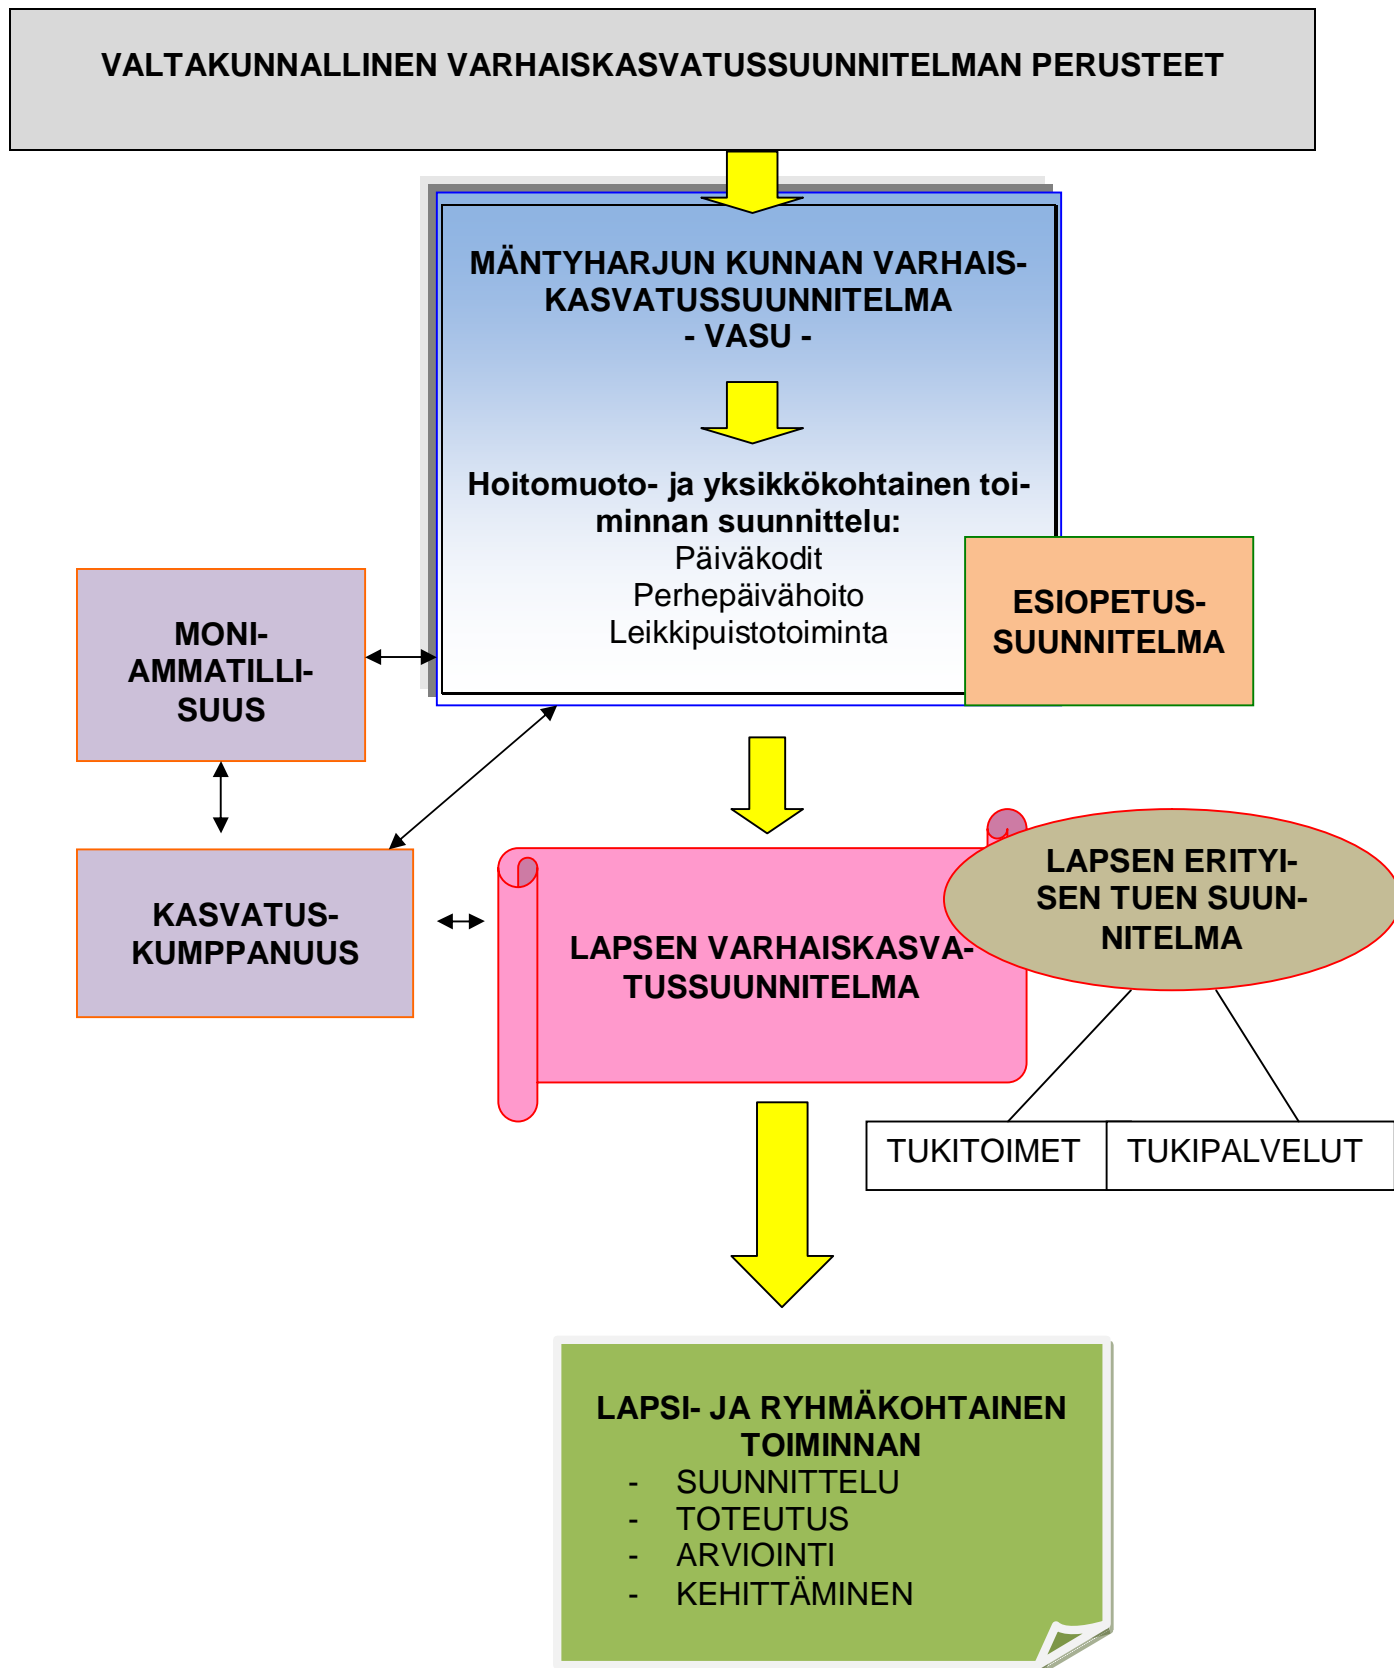 VALTAKUNNALLINEN VARHAISKASVATUSSUUNNITELMAN PERUSTEET
MÄNTYHARJUN KUNNAN VARHAIS-
KASVATUSSUUNNITELMA
- VASU -
Hoitomuoto- ja yksikkökohtainen toi-
minnan suunnittelu:
Päiväkodit
Perhepäivähoito
Leikkipuistotoiminta
ESIOPETUS-
SUUNNITELMA
MONI-
AMMATILLI-
SUUS
KASVATUS-
KUMPPANUUS
LAPSEN VARHAISKASVA-
TUSSUUNNITELMA
LAPSEN ERITYI-
SEN TUEN SUUN-
NITELMA
TUKITOIMET
TUKIPALVELUT
LAPSI- JA RYHMÄKOHTAINEN
TOIMINNAN
- SUUNNITTELU
- TOTEUTUS
- ARVIOINTI
- KEHITTÄMINEN